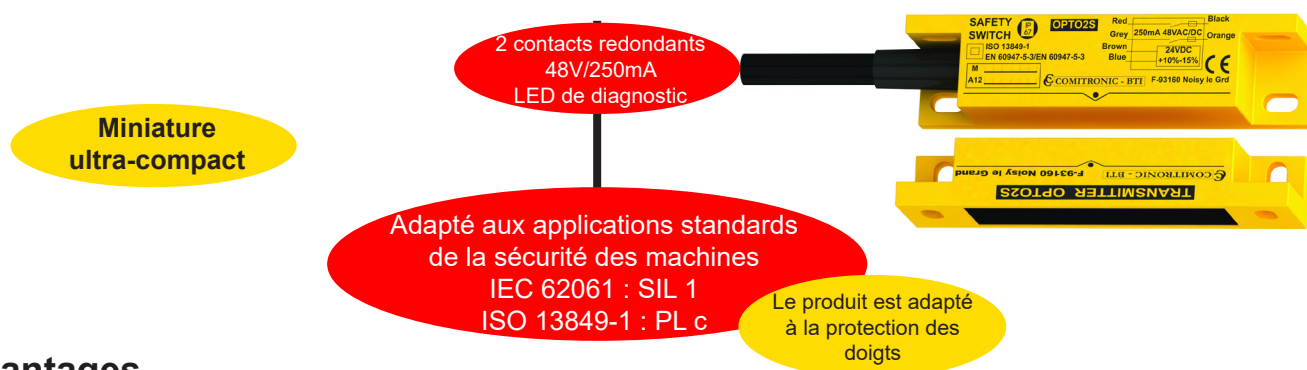 2 contacts redondants
48V/250mA
LED de diagnostic
Miniature
ultra-compact
Adapté aux applications standards
de la sécurité des machines
IEC 62061 : SIL 1
ISO 13849-1 : PL c
Le produit est adapté
à la protection des
doigts
SAFETY
SWITCH
IP
67
OPTO2S
ISO 13849-1
EN 60947-5-3/EN 60947-5-3
M
A12
COMITRONIC - BTI
F-93160 Noisy le Grd
Red
Black
Grey
250mA 48VAC/DC
Orange
Brown
Blue
24VDC
+10%-15%
CE
COMITRONIC - BTI
F-93160 Noisy le Grand
TRANSMITTER OPTO2S